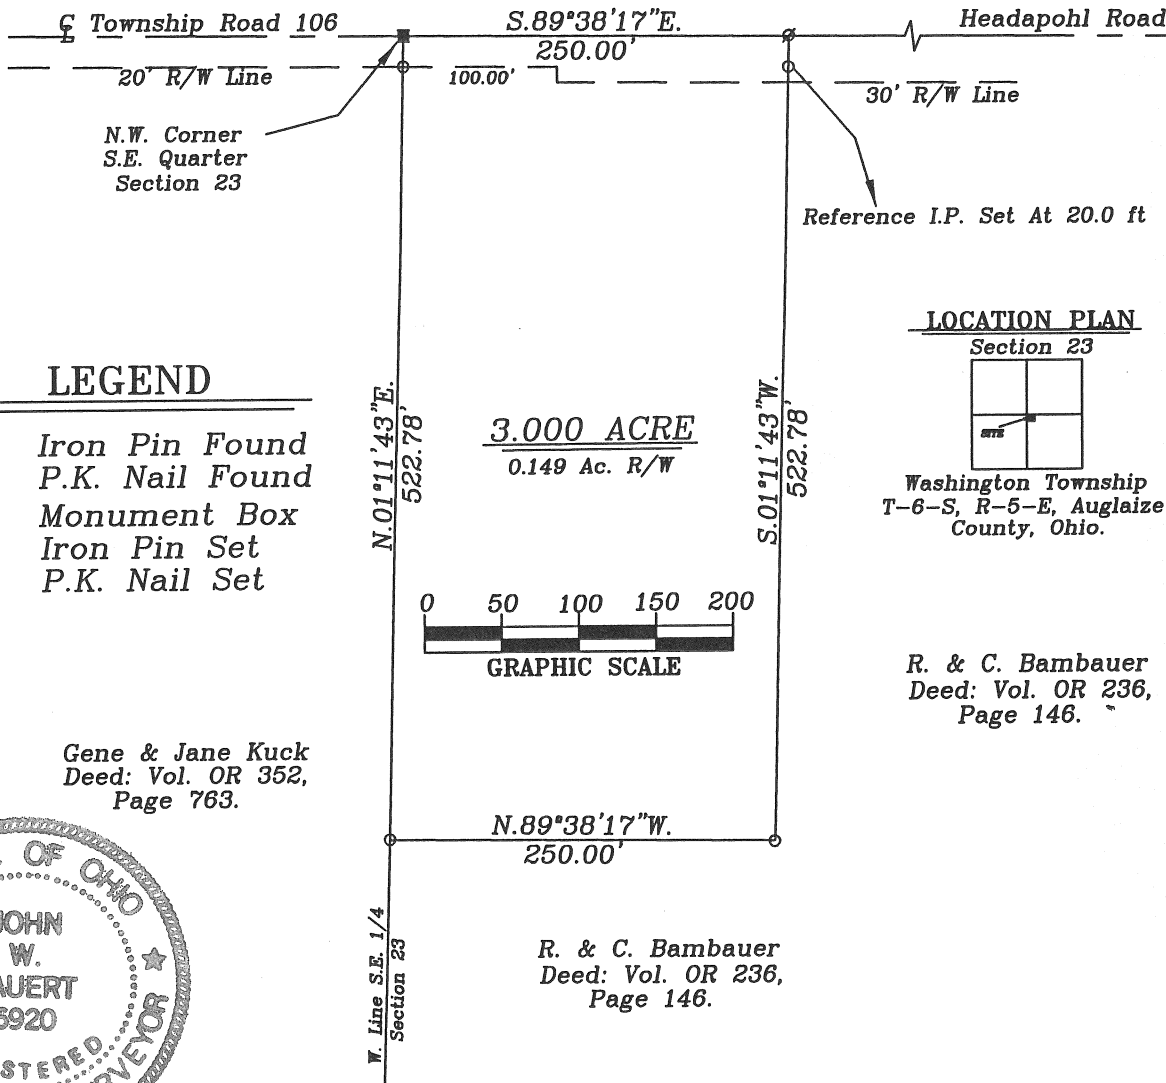 ℄ Township Road 106
S.89°38'17"E.
250.00'
Headapohl Road
20' R/W Line
100.00'
30' R/W Line
N.W. Corner
S.E. Quarter
Section 23
Reference I.P. Set At 20.0 ft
LOCATION PLAN
Section 23
SITE
Washington Township
T-6-S, R-5-E, Auglaize
County, Ohio.
LEGEND
Iron Pin Found
P.K. Nail Found
Monument Box
Iron Pin Set
P.K. Nail Set
N.01°11'43"E.
522.78'
3.000 ACRE
0.149 Ac. R/W
S.01°11'43"W.
522.78'
0 50 100 150 200
GRAPHIC SCALE
R. & C. Bambauer
Deed: Vol. OR 236,
Page 146.
Gene & Jane Kuck
Deed: Vol. OR 352,
Page 763.
N.89°38'17"W.
250.00'
W. Line S.E. 1/4
Section 23
R. & C. Bambauer
Deed: Vol. OR 236,
Page 146.
OF OHIO
JOHN
W.
AUERT
5920
STERED
RVEYOR